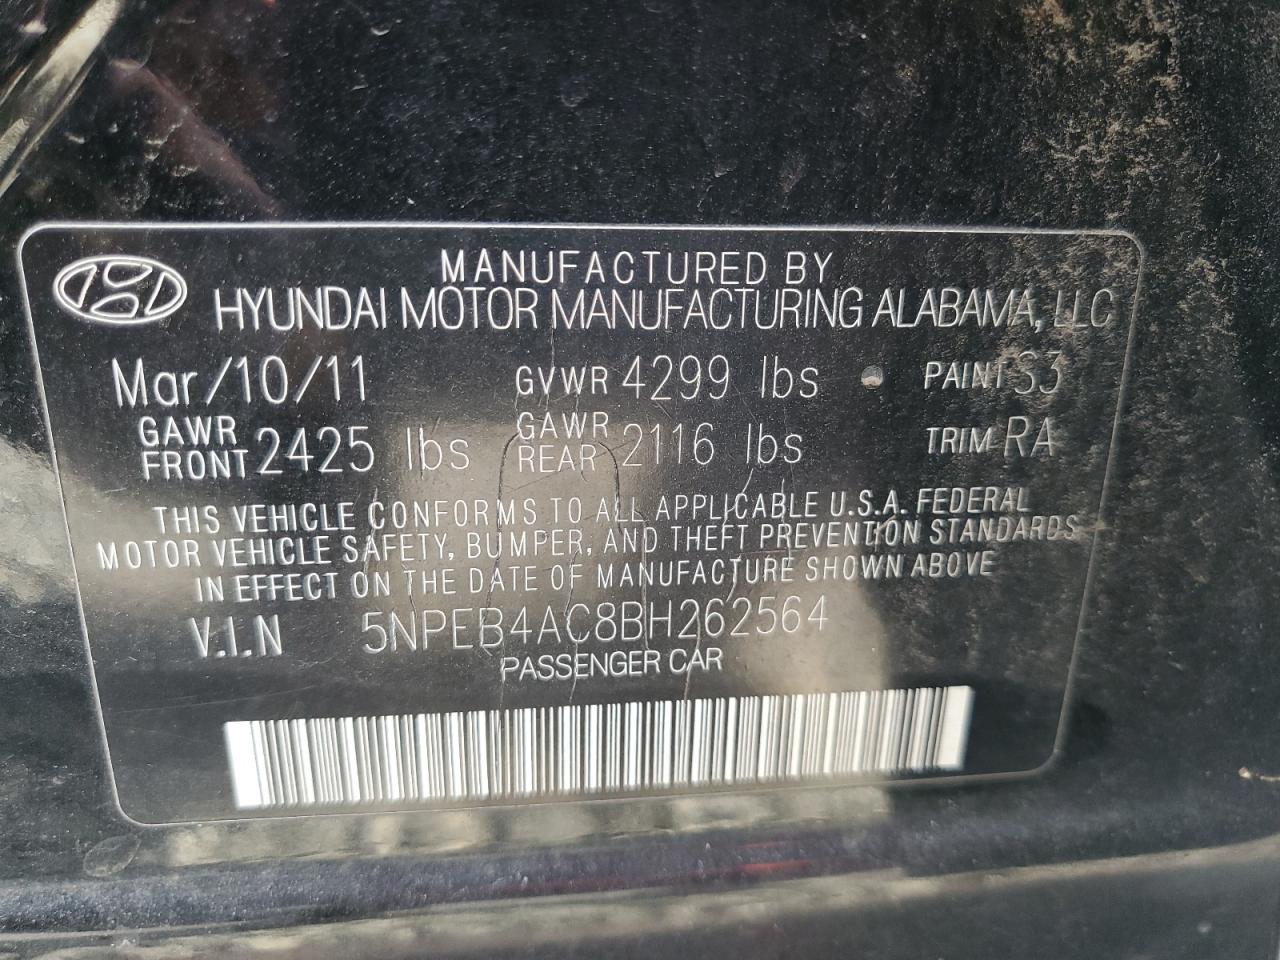 MANUFACTURED BY
HYUNDAI MOTOR MANUFACTURING ALABAMA, LLC
Mar/10/11 GVWR 4299 lbs PAINT S3
GAWR FRONT 2425 lbs GAWR REAR 2116 lbs TRIM RA
THIS VEHICLE CONFORMS TO ALL APPLICABLE U.S.A. FEDERAL
MOTOR VEHICLE SAFETY, BUMPER, AND THEFT PREVENTION STANDARDS
IN EFFECT ON THE DATE OF MANUFACTURE SHOWN ABOVE
V.I.N 5NPEB4AC8BH262564
PASSENGER CAR